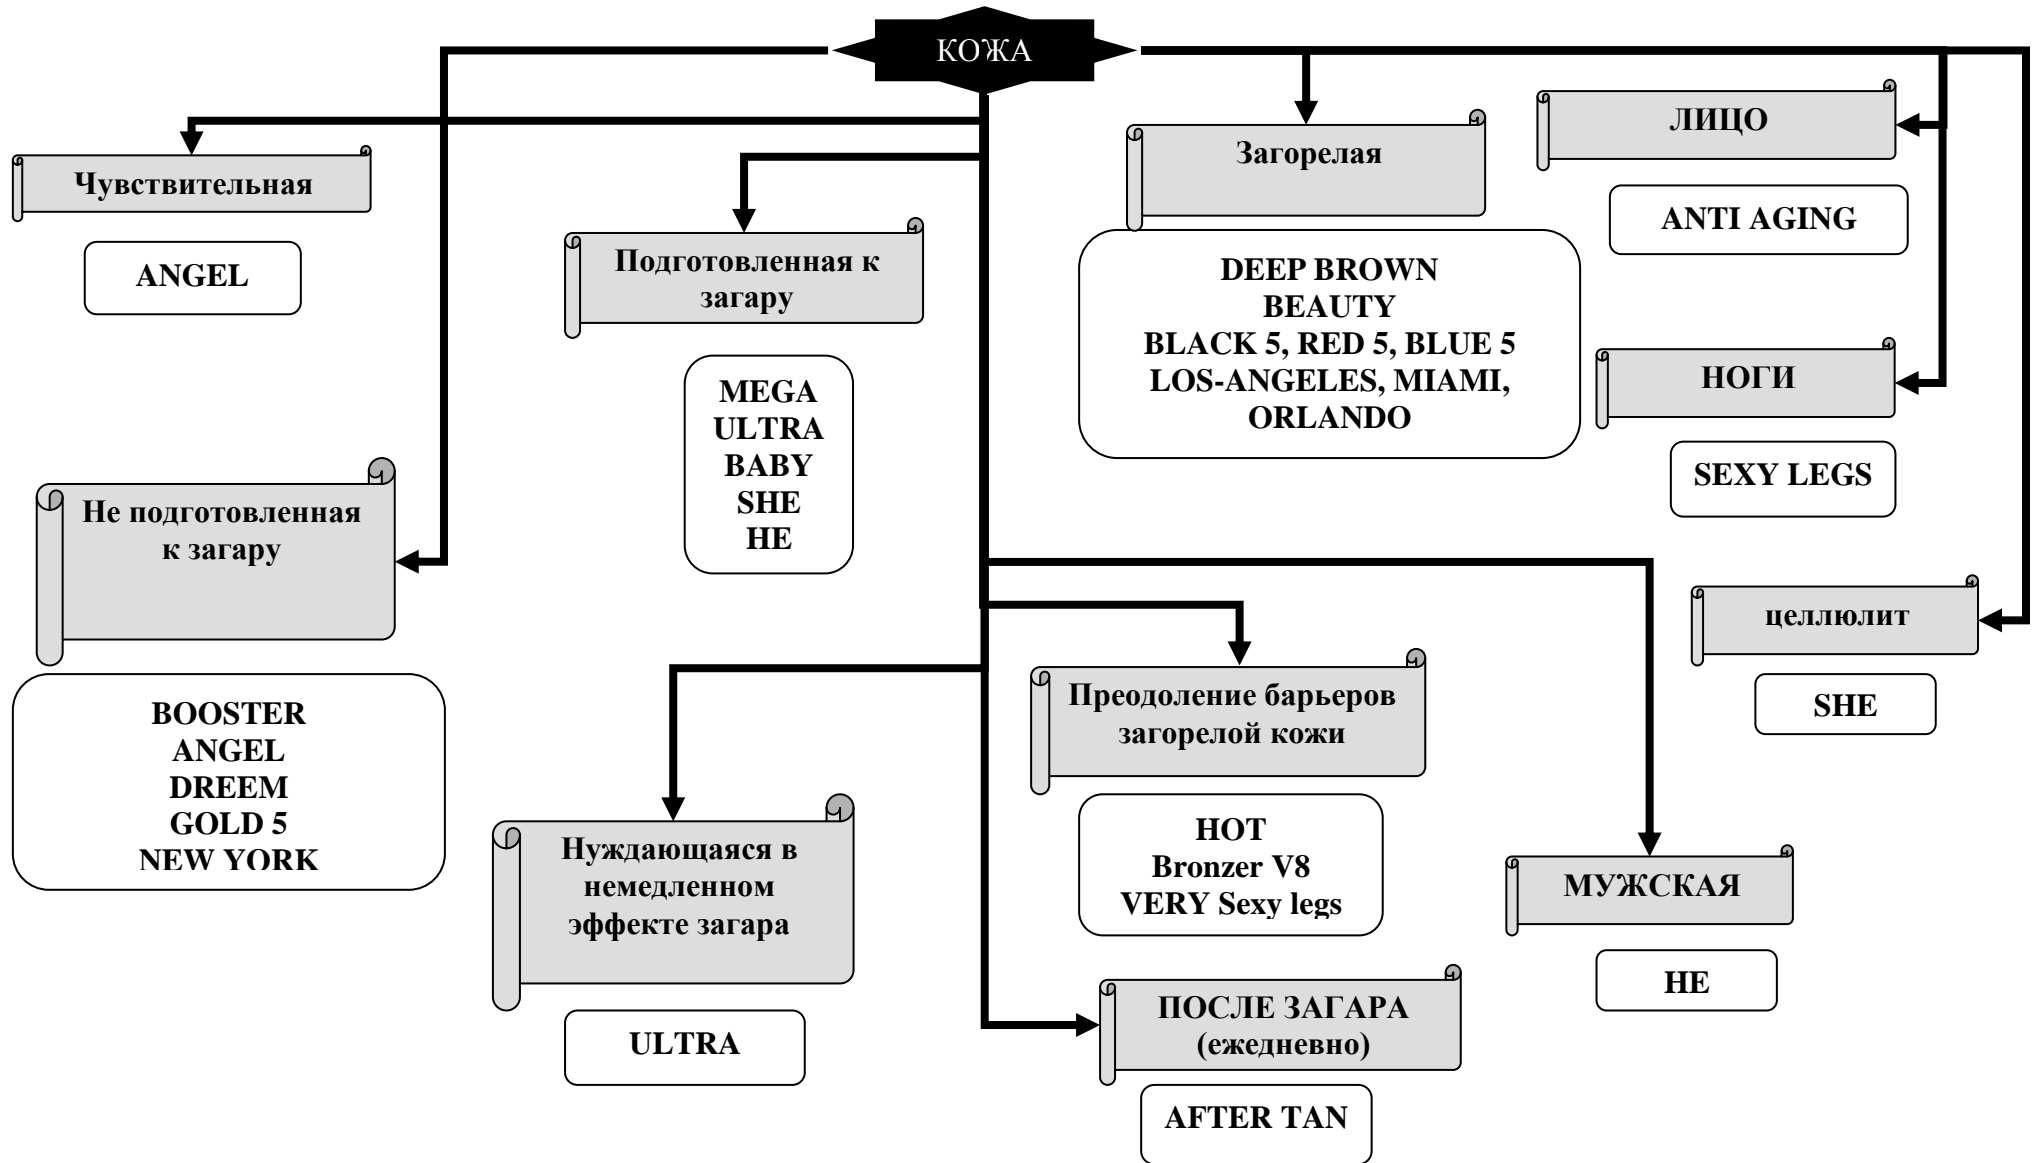 КОЖА
Чувствительная
ANGEL
Не подготовленная
к загару
BOOSTER
ANGEL
DREEM
GOLD 5
NEW YORK
Подготовленная к
загару
MEGA
ULTRA
BABY
SHE
HE
Нуждающаяся в
немедленном
эффекте загара
ULTRA
Загорелая
DEEP BROWN
BEAUTY
BLACK 5, RED 5, BLUE 5
LOS-ANGELES, MIAMI,
ORLANDO
Преодоление барьеров
загорелой кожи
HOT
Bronzer V8
VERY Sexy legs
ПОСЛЕ ЗАГАРА
(ежедневно)
AFTER TAN
ЛИЦО
ANTI AGING
НОГИ
SEXY LEGS
целлюлит
SHE
МУЖСКАЯ
HE